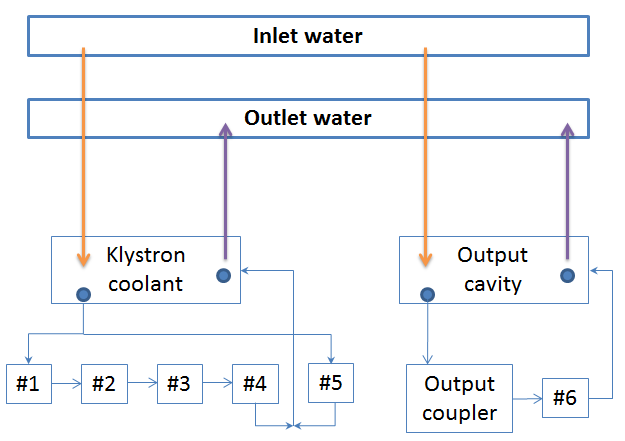 Inlet water
Outlet water
Klystron
coolant
Output
cavity
#1
#2
#3
#4
#5
Output
coupler
#6